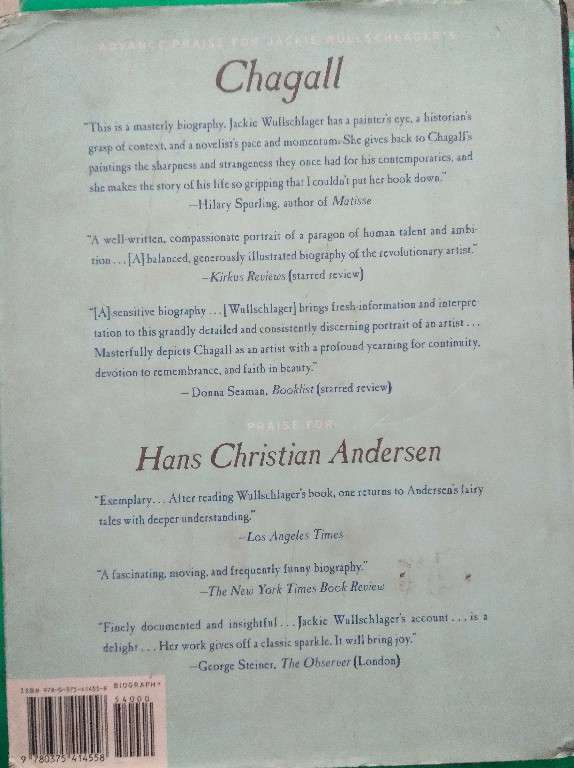 ADVANCE PRAISE FOR JACKIE WULLSCHLAGER'S
Chagall
"This is a masterly biography. Jackie Wullschlager has a painter's eye, a historian's
grasp of context, and a novelist's pace and momentum. She gives back to Chagall's
paintings the sharpness and strangeness they once had for his contemporaries, and
she makes the story of his life so gripping that I couldn't put her book down."
—Hilary Spurling, author of Matisse
"A well-written, compassionate portrait of a paragon of human talent and ambi-
tion . . . [A] balanced, generously illustrated biography of the revolutionary artist."
—Kirkus Reviews (starred review)
"[A] sensitive biography . . . [Wullschlager] brings fresh information and interpre-
tation to this grandly detailed and consistently discerning portrait of an artist . . .
Masterfully depicts Chagall as an artist with a profound yearning for continuity,
devotion to remembrance, and faith in beauty."
—Donna Seaman, Booklist (starred review)
PRAISE FOR
Hans Christian Andersen
"Exemplary . . . After reading Wullschlager's book, one returns to Andersen's fairy
tales with deeper understanding."
—Los Angeles Times
"A fascinating, moving, and frequently funny biography."
—The New York Times Book Review
"Finely documented and insightful . . . Jackie Wullschlager's account . . . is a
delight . . . Her work gives off a classic sparkle. It will bring joy."
—George Steiner, The Observer (London)
ISBN 978-0-375-41455-8 BIOGRAPHY
54000
9 780375 414558